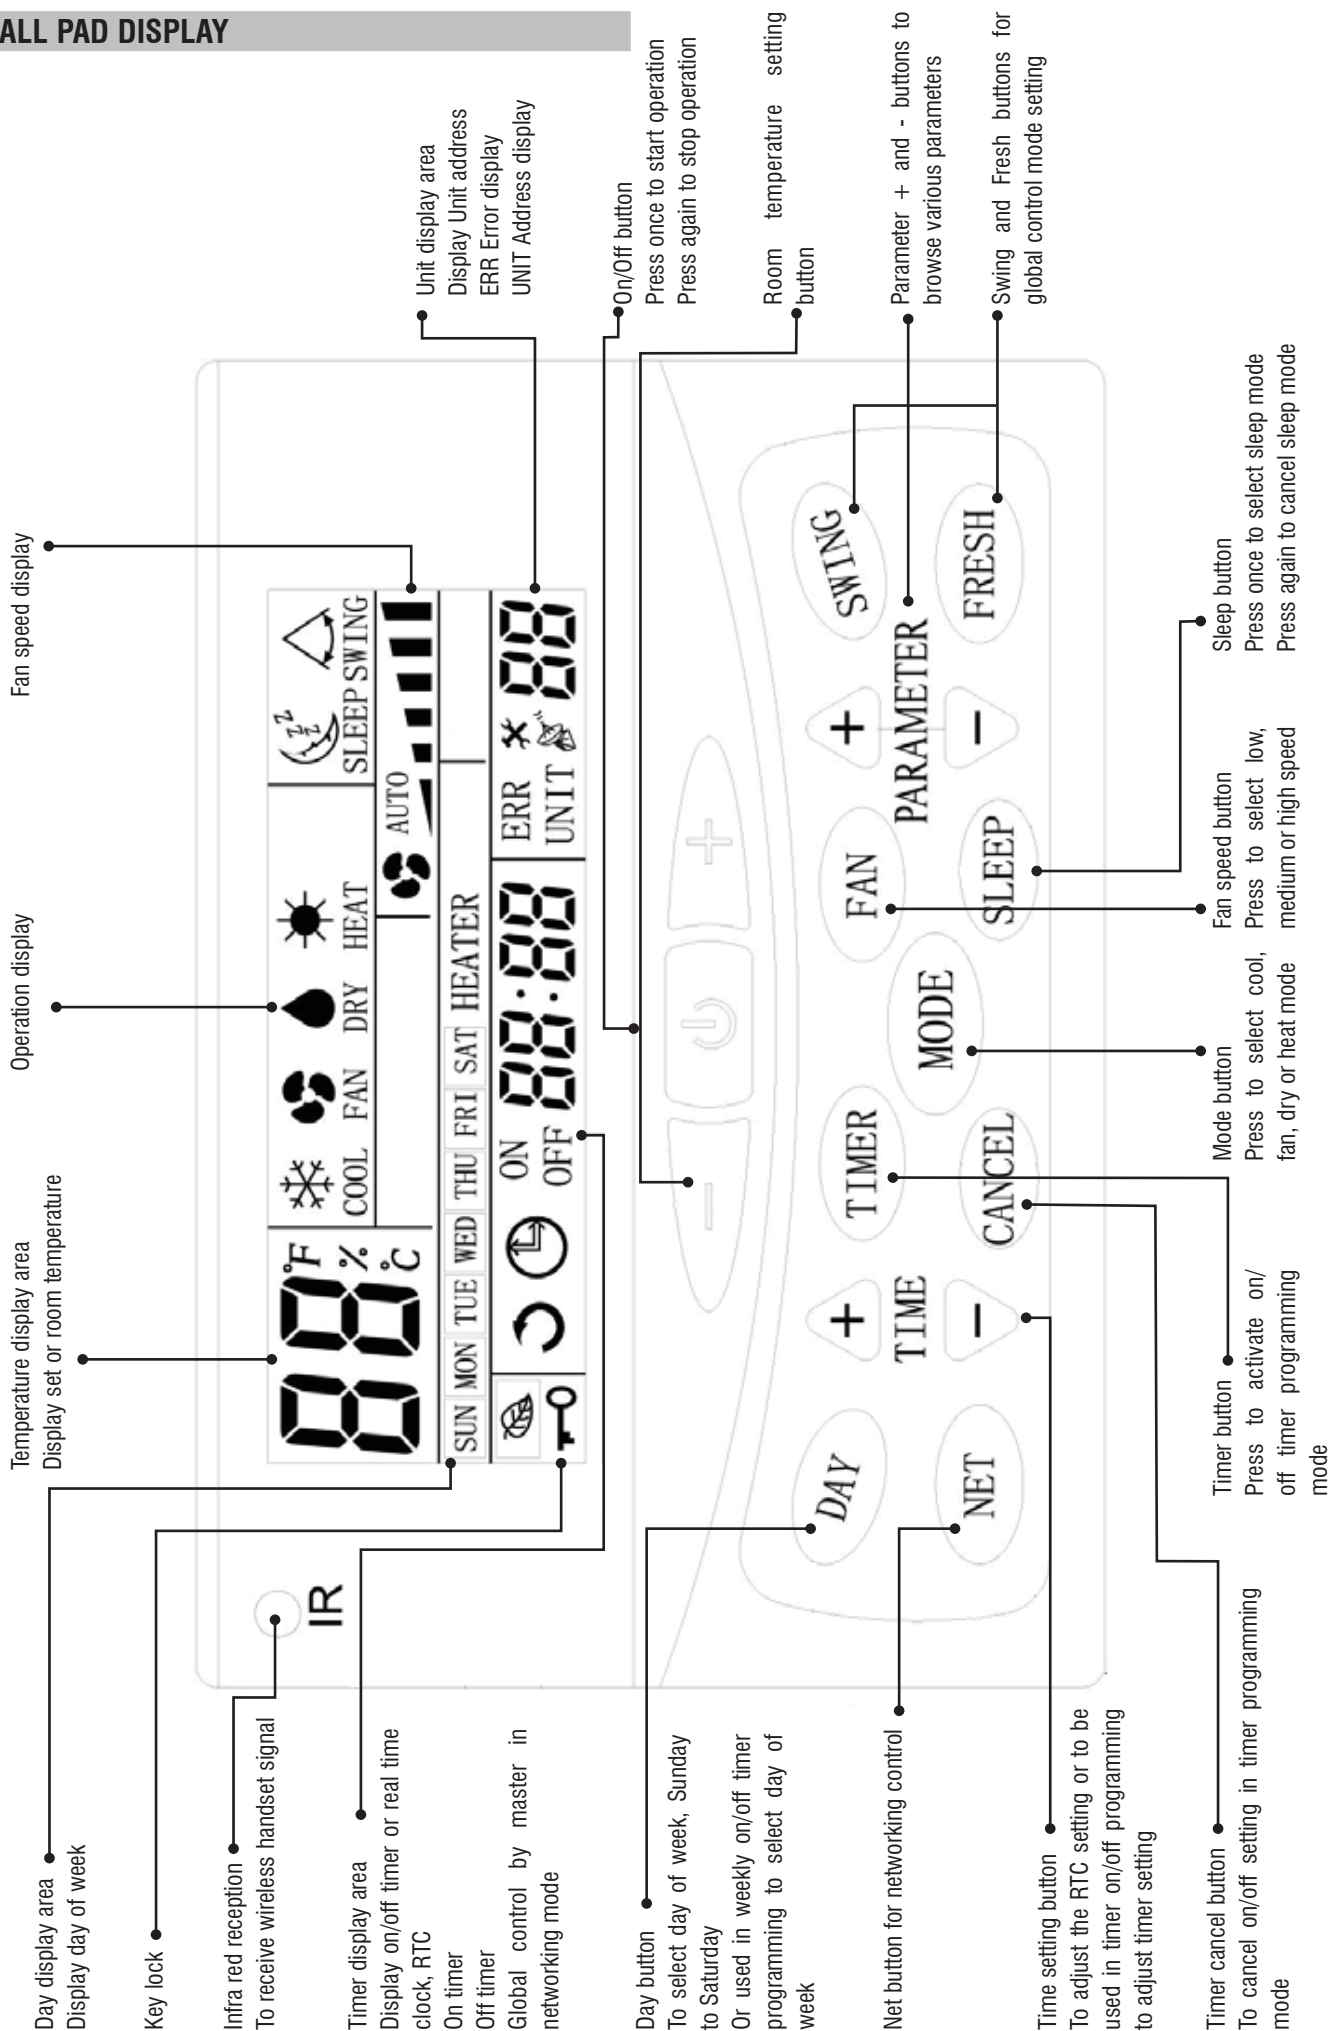 ALL PAD DISPLAY
Day display area
Display day of week
Key lock
Infra red reception
To receive wireless handset signal
Timer display area
Display on/off timer or real time
clock, RTC
On timer
Off timer
Global control by master in
networking mode
Day button
To select day of week, Sunday
to Saturday
Or used in weekly on/off timer
programming to select day of
week
Net button for networking control
Time setting button
To adjust the RTC setting or to be
used in timer on/off programming
to adjust timer setting
Timer cancel button
To cancel on/off setting in timer programming
mode
Temperature display area
Display set or room temperature
Operation display
Fan speed display
IR
88 °F
%
°C
COOL FAN DRY HEAT
SLEEP SWING
AUTO
SUN MON TUE WED THU FRI SAT HEATER
ON
OFF
88:88
ERR
UNIT
88
DAY
NET
+
TIME
−
TIMER
CANCEL
MODE
FAN
SLEEP
+
PARAMETER
−
SWING
FRESH
− +
Timer button
Press to activate on/
off timer programming
mode
Mode button
Press to select cool,
fan, dry or heat mode
Fan speed button
Press to select low,
medium or high speed
Sleep button
Press once to select sleep mode
Press again to cancel sleep mode
Unit display area
Display Unit address
ERR Error display
UNIT Address display
On/Off button
Press once to start operation
Press again to stop operation
Room temperature setting
button
Parameter + and - buttons to
browse various parameters
Swing and Fresh buttons for
global control mode setting